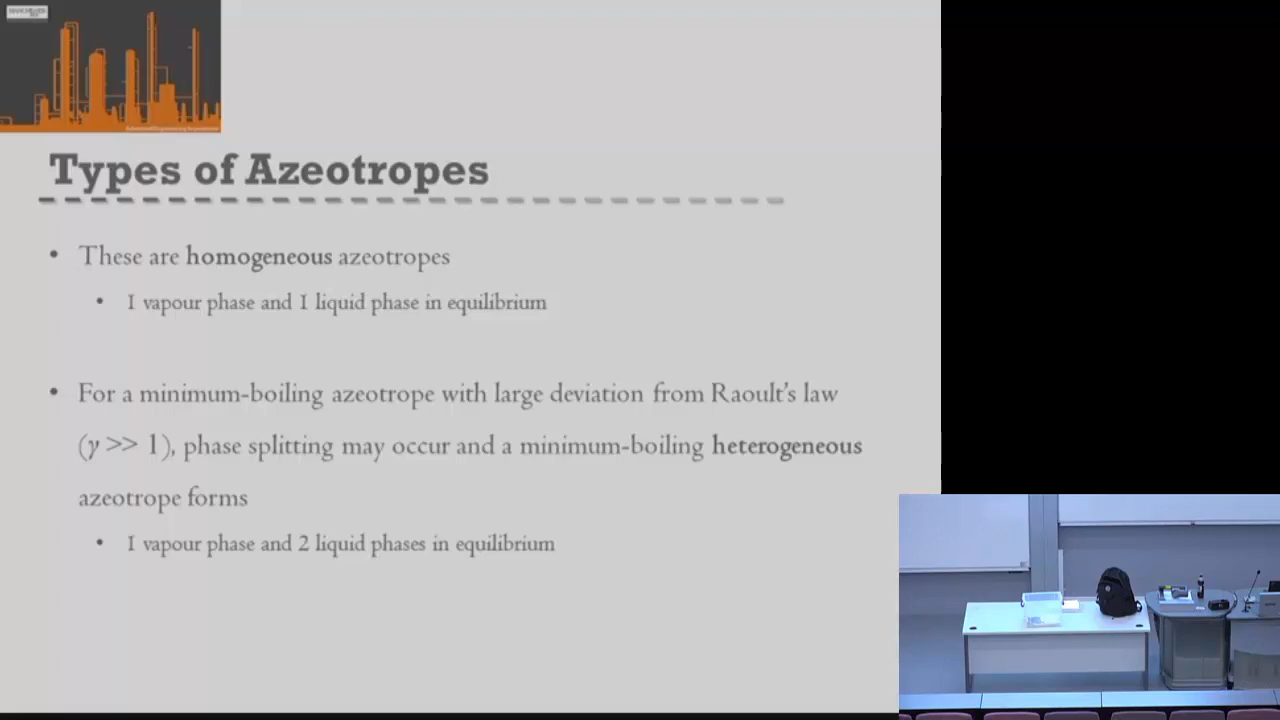 Types of Azeotropes
• These are homogeneous azeotropes
• 1 vapour phase and 1 liquid phase in equilibrium
• For a minimum-boiling azeotrope with large deviation from Raoult's law
(γ >> 1), phase splitting may occur and a minimum-boiling heterogeneous
azeotrope forms
• 1 vapour phase and 2 liquid phases in equilibrium